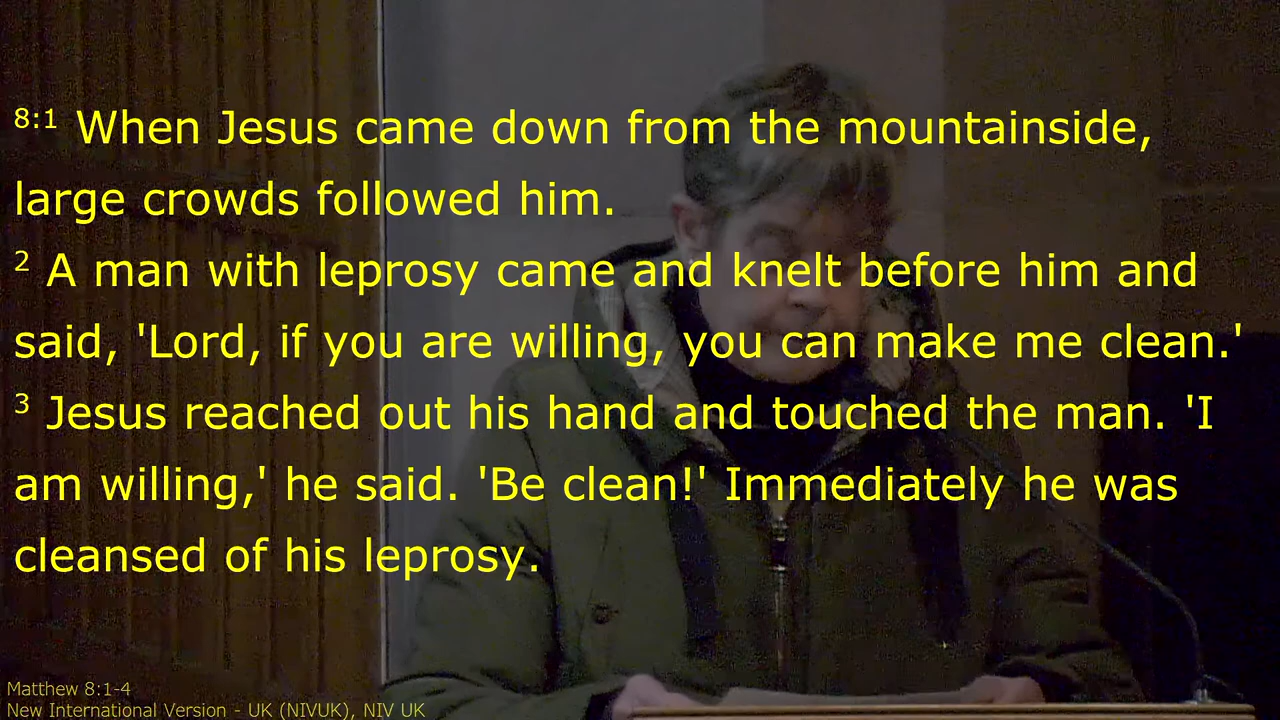 8:1 When Jesus came down from the mountainside,
large crowds followed him.
2 A man with leprosy came and knelt before him and
said, 'Lord, if you are willing, you can make me clean.'
3 Jesus reached out his hand and touched the man. 'I
am willing,' he said. 'Be clean!' Immediately he was
cleansed of his leprosy.
Matthew 8:1-4
New International Version - UK (NIVUK), NIV UK